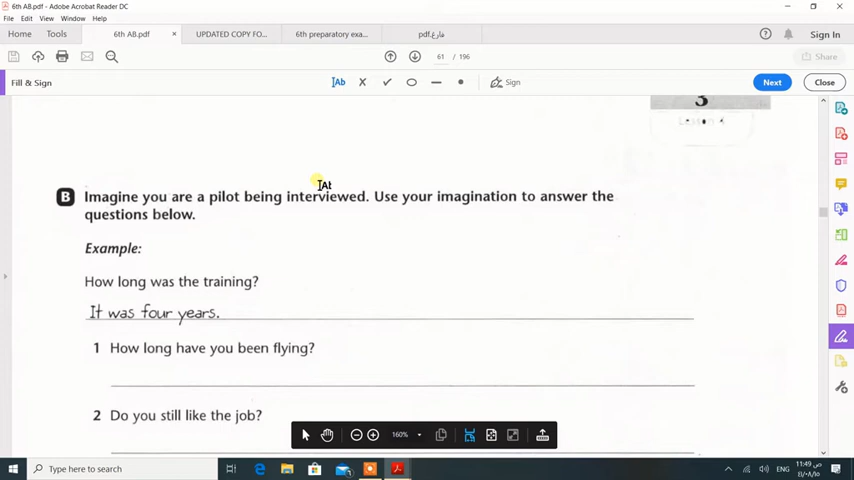 6th AB.pdf - Adobe Acrobat Reader DC
File Edit View Window Help
Home Tools 6th AB.pdf × UPDATED COPY FO... 6th preparatory exa... فارغ.pdf Sign In
61 / 196 Share
Fill & Sign Ab Sign Next Close
3
Lesson 4
B Imagine you are a pilot being interviewed. Use your imagination to answer the
questions below.
Example:
How long was the training?
It was four years.
1 How long have you been flying?
2 Do you still like the job?
160%
Type here to search
ENG
11:49 ص